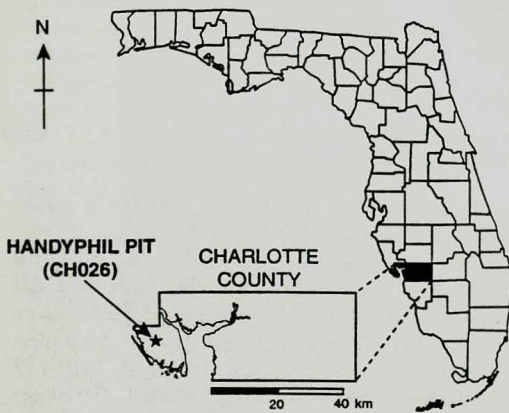 N
HANDYPHIL PIT
(CH026)
CHARLOTTE
COUNTY
20 40 km